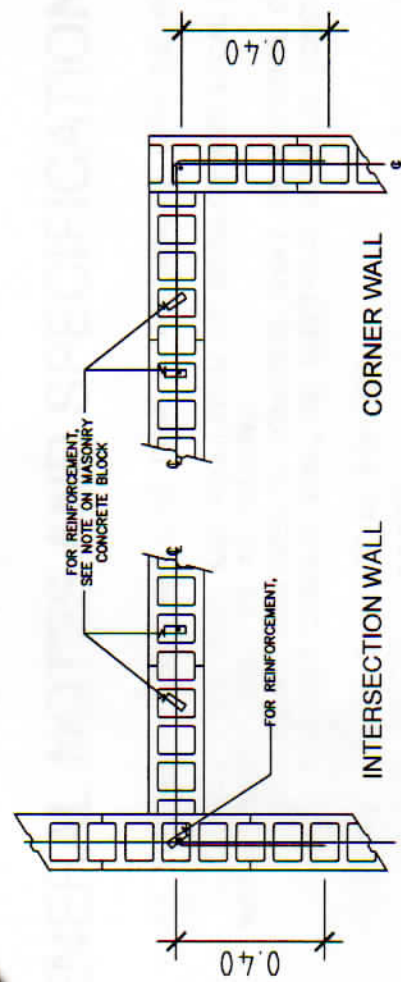 FOR REINFORCEMENT,
SEE NOTE ON MASONRY
CONCRETE BLOCK
0.40
℄
℄
FOR REINFORCEMENT,
0.40
℄
INTERSECTION WALL
CORNER WALL